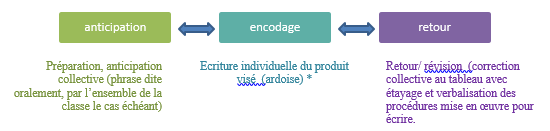 anticipation
encodage
retour
Préparation, anticipation
collective (phrase dite
oralement, par l'ensemble de
la classe le cas échéant)
Ecriture individuelle du produit
visé (ardoise) *
Retour/ révision (correction
collective au tableau avec
étayage et verbalisation des
procédures mise en œuvre pour
écrire.